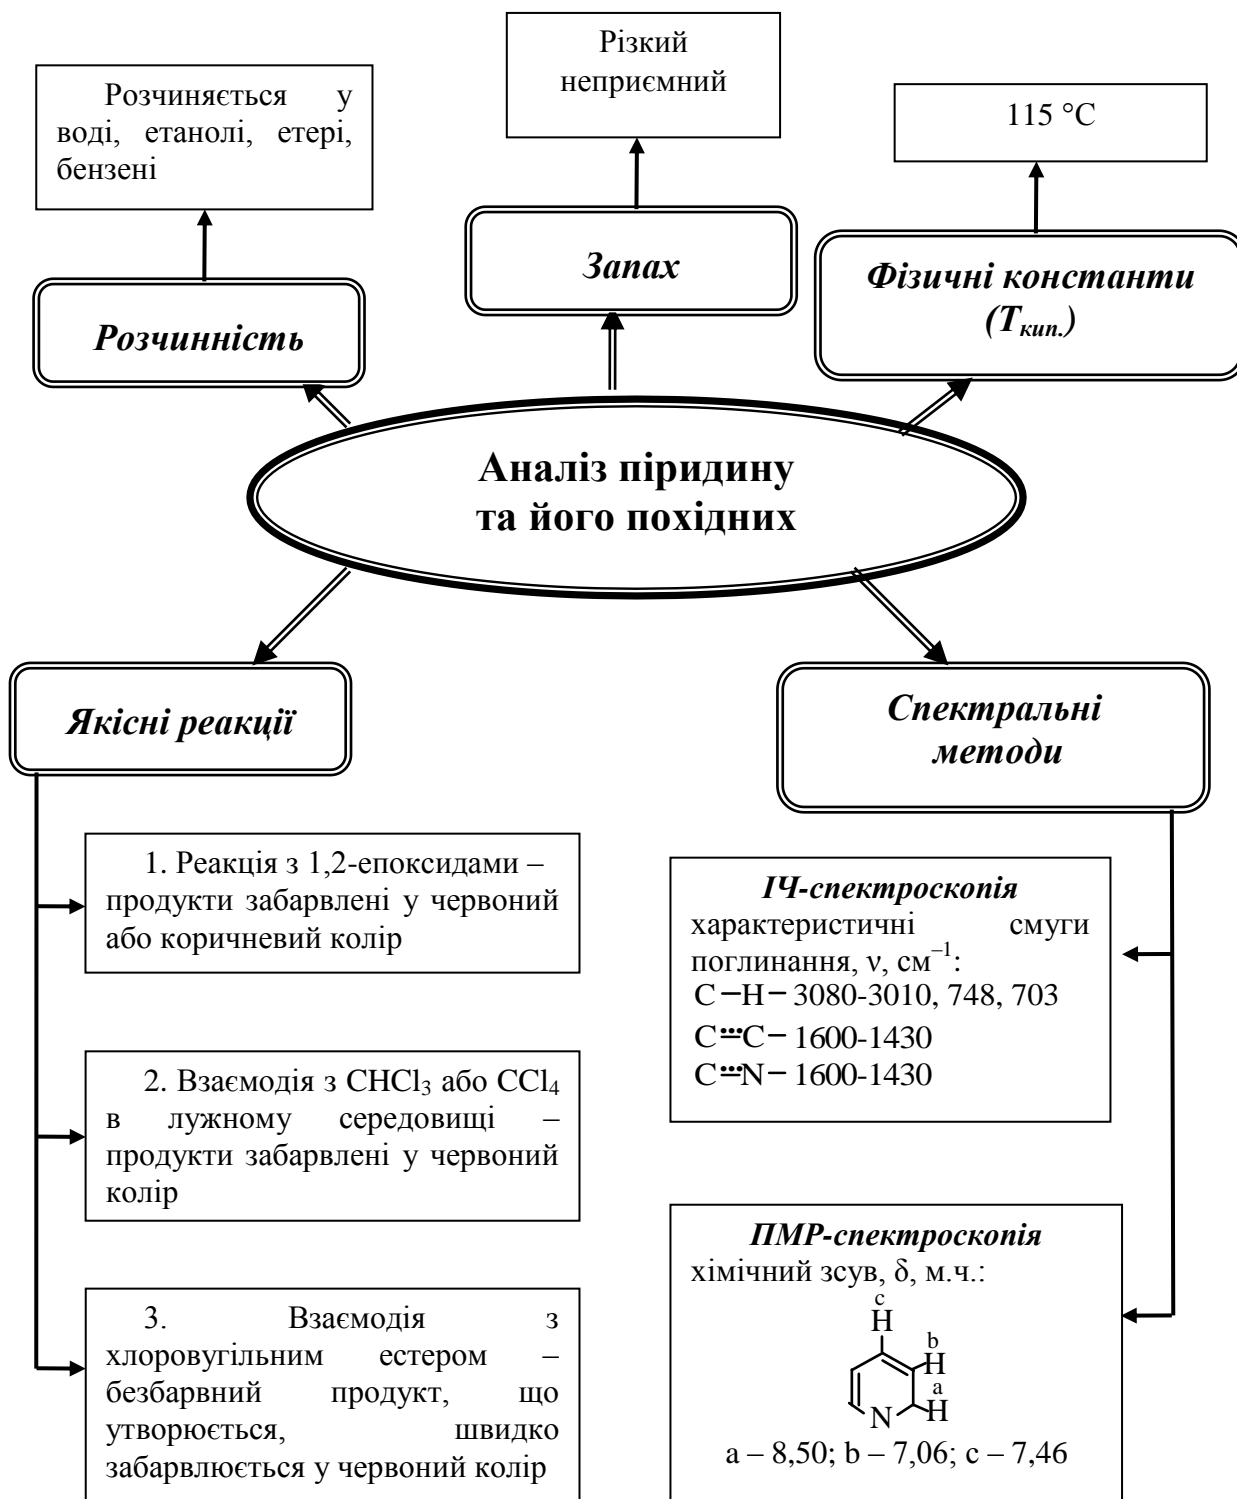 Різкий
неприємний
Розчиняється у
воді, етанолі, етері,
бензені
115 °С
Розчинність
Запах
Фізичні константи
(Ткип.)
Аналіз піридину
та його похідних
Якісні реакції
Спектральні
методи
1. Реакція з 1,2-епоксидами –
продукти забарвлені у червоний
або коричневий колір
2. Взаємодія з CHCl₃ або CCl₄
в лужному середовищі –
продукти забарвлені у червоний
колір
3. Взаємодія з
хлоровугільним естером –
безбарвний продукт, що
утворюється, швидко
забарвлюється у червоний колір
ІЧ-спектроскопія
характеристичні смуги
поглинання, ν, см⁻¹:
C–H – 3080-3010, 748, 703
C C – 1600-1430
C N – 1600-1430
ПМР-спектроскопія
хімічний зсув, δ, м.ч.:
c
H
b
H
a
H
N
a – 8,50; b – 7,06; c – 7,46